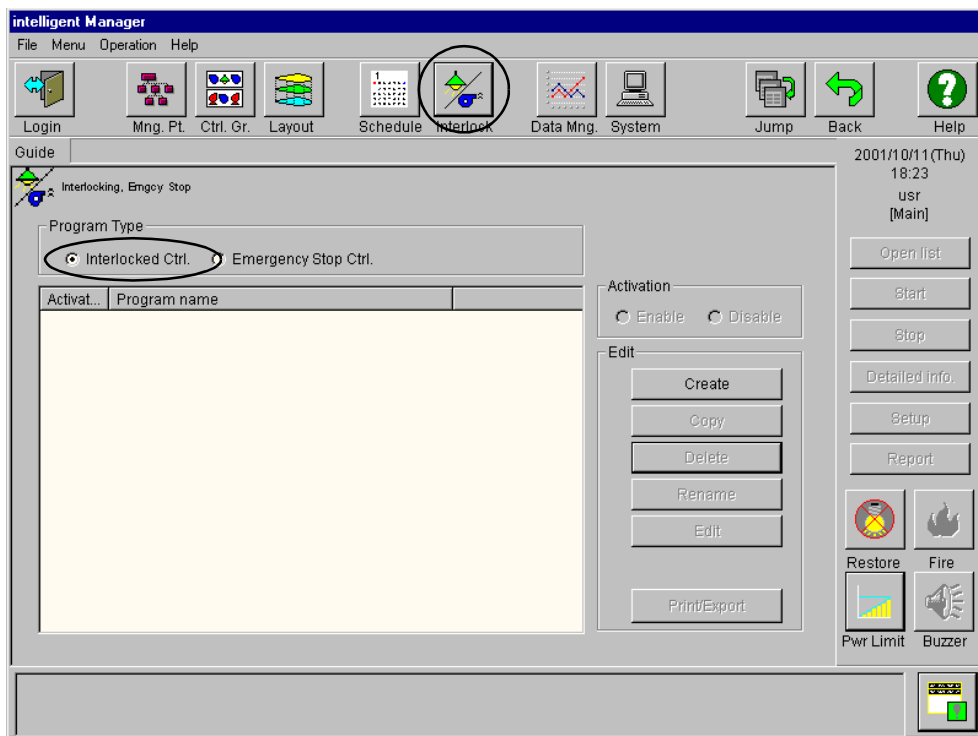 intelligent Manager
File Menu Operation Help
Login Mng. Pt. Ctrl. Gr. Layout Schedule Interlock Data Mng. System Jump Back Help
Guide
2001/10/11(Thu)
18:23
usr
[Main]
Interlocking, Emgcy Stop
Program Type
Interlocked Ctrl. Emergency Stop Ctrl.
Activat... Program name
Activation
Enable Disable
Edit
Create
Copy
Delete
Rename
Edit
Print/Export
Open list
Start
Stop
Detailed info.
Setup
Report
Restore Fire
Pwr Limit Buzzer